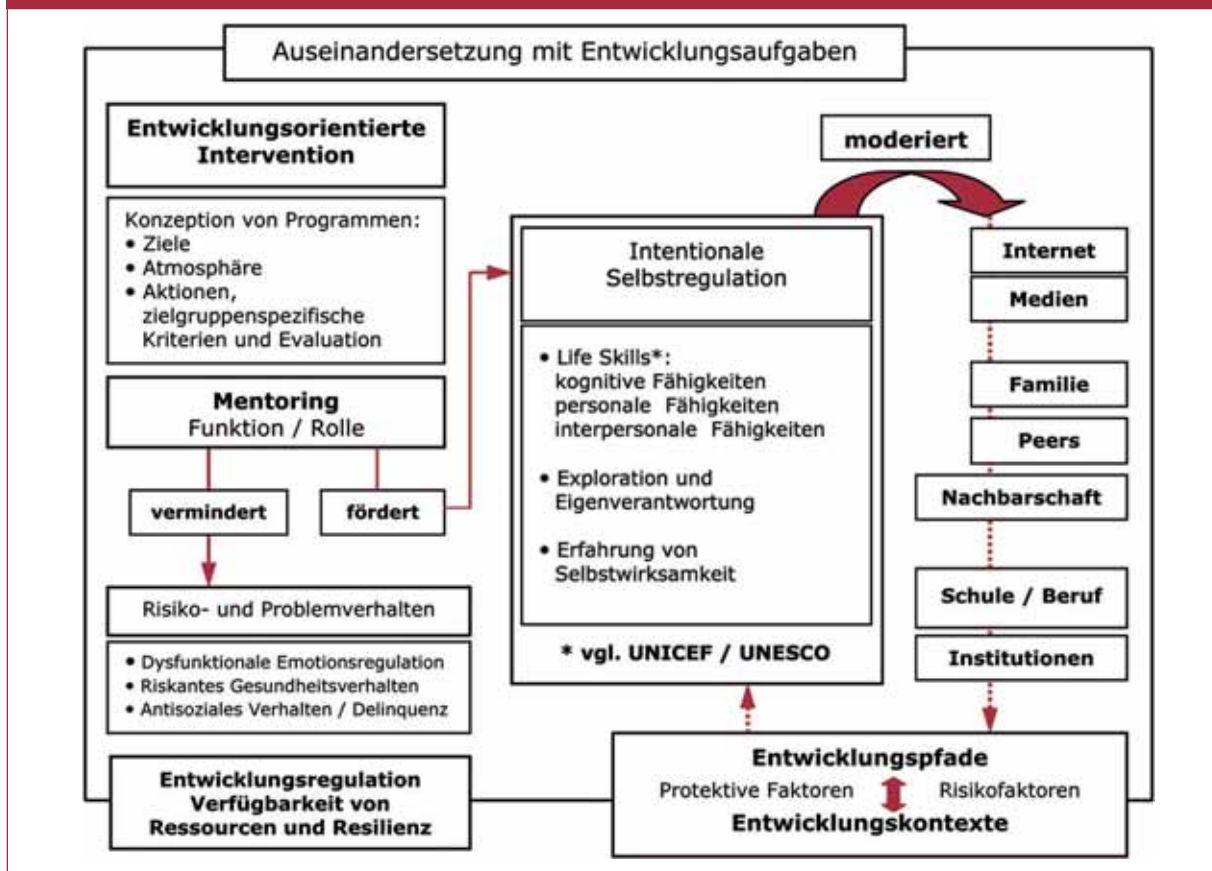 Auseinandersetzung mit Entwicklungsaufgaben
Entwicklungsorientierte
Intervention
Konzeption von Programmen:
• Ziele
• Atmosphäre
• Aktionen,
zielgruppenspezifische
Kriterien und Evaluation
Mentoring
Funktion / Rolle
vermindert
fördert
Risiko- und Problemverhalten
• Dysfunktionale Emotionsregulation
• Riskantes Gesundheitsverhalten
• Antisoziales Verhalten / Delinquenz
Entwicklungsregulation
Verfügbarkeit von
Ressourcen und Resilienz
Intentionale
Selbstregulation
• Life Skills*:
kognitive Fähigkeiten
personale Fähigkeiten
interpersonale Fähigkeiten
• Exploration und
Eigenverantwortung
• Erfahrung von
Selbstwirksamkeit
* vgl. UNICEF / UNESCO
moderiert
Internet
Medien
Familie
Peers
Nachbarschaft
Schule / Beruf
Institutionen
Entwicklungspfade
Protektive Faktoren Risikofaktoren
Entwicklungskontexte